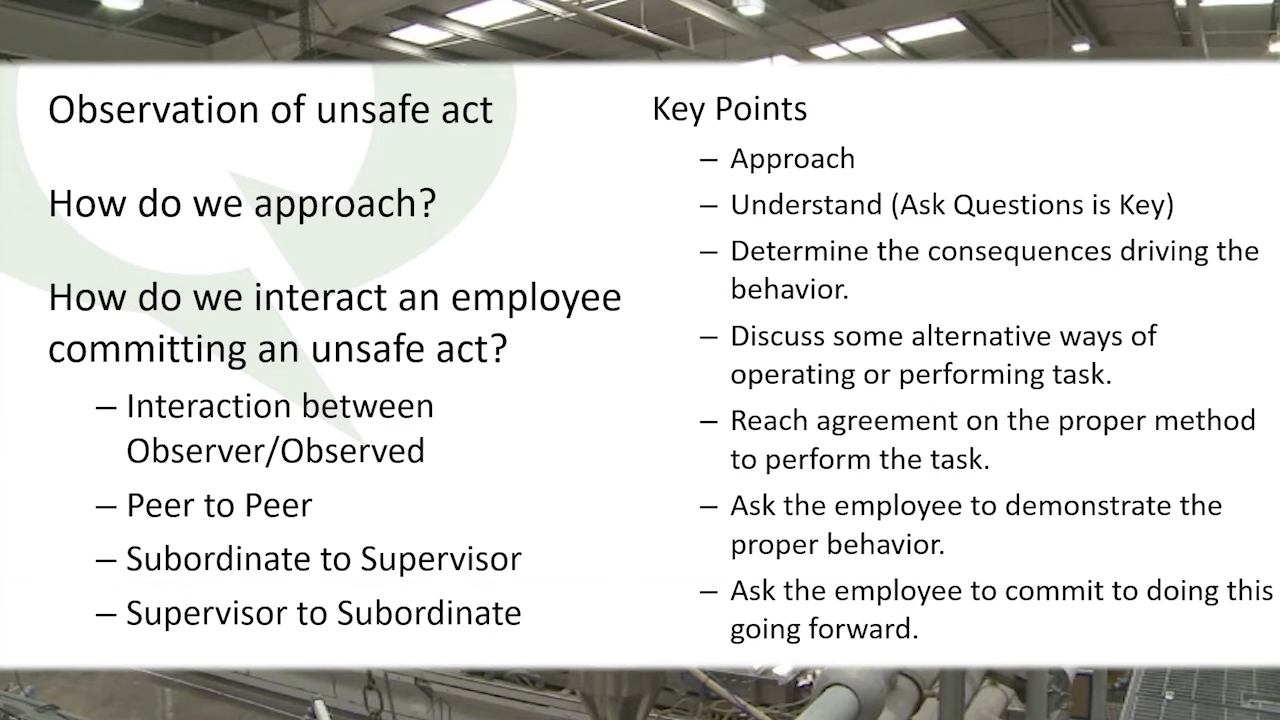 Observation of unsafe act
How do we approach?
How do we interact an employee
committing an unsafe act?
– Interaction between
Observer/Observed
– Peer to Peer
– Subordinate to Supervisor
– Supervisor to Subordinate
Key Points
– Approach
– Understand (Ask Questions is Key)
– Determine the consequences driving the
behavior.
– Discuss some alternative ways of
operating or performing task.
– Reach agreement on the proper method
to perform the task.
– Ask the employee to demonstrate the
proper behavior.
– Ask the employee to commit to doing this
going forward.